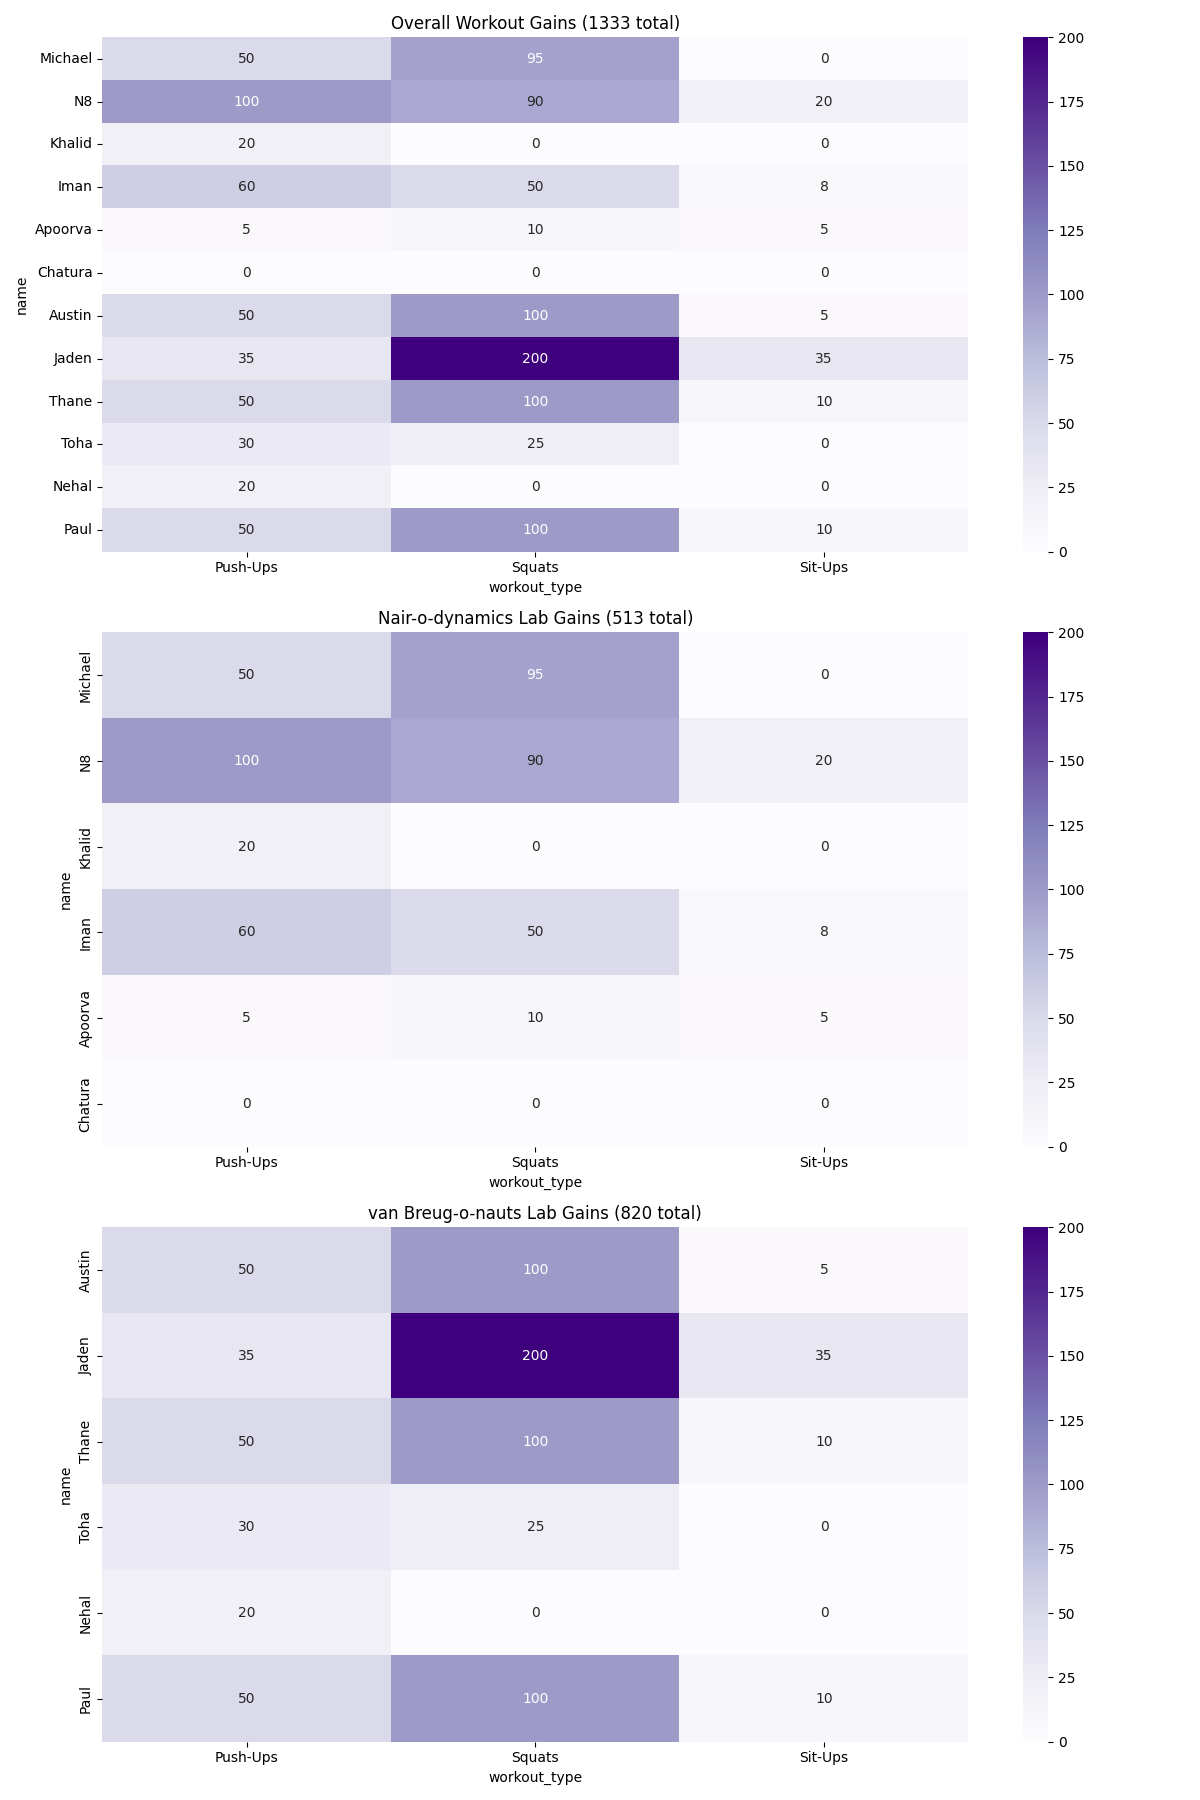 Overall Workout Gains (1333 total)
Michael 50 95 0
N8 100 90 20
Khalid 20 0 0
Iman 60 50 8
Apoorva 5 10 5
Chatura 0 0 0
Austin 50 100 5
Jaden 35 200 35
Thane 50 100 10
Toha 30 25 0
Nehal 20 0 0
Paul 50 100 10
name
Push-Ups Squats Sit-Ups
workout_type
200
175
150
125
100
75
50
25
0
Nair-o-dynamics Lab Gains (513 total)
Michael 50 95 0
N8 100 90 20
Khalid 20 0 0
Iman 60 50 8
Apoorva 5 10 5
Chatura 0 0 0
name
Push-Ups Squats Sit-Ups
workout_type
200
175
150
125
100
75
50
25
0
van Breug-o-nauts Lab Gains (820 total)
Austin 50 100 5
Jaden 35 200 35
Thane 50 100 10
Toha 30 25 0
Nehal 20 0 0
Paul 50 100 10
name
Push-Ups Squats Sit-Ups
workout_type
200
175
150
125
100
75
50
25
0